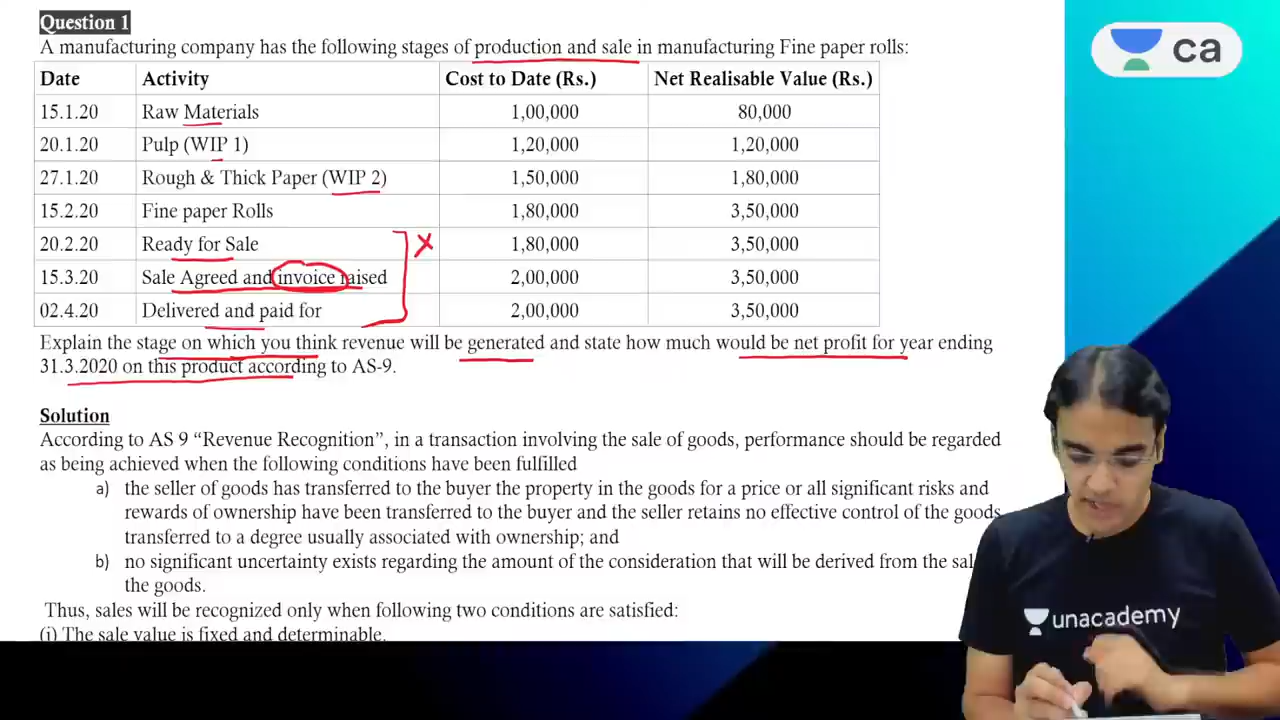 Question 1
A manufacturing company has the following stages of production and sale in manufacturing Fine paper rolls:
Date Activity Cost to Date (Rs.) Net Realisable Value (Rs.)
15.1.20 Raw Materials 1,00,000 80,000
20.1.20 Pulp (WIP 1) 1,20,000 1,20,000
27.1.20 Rough & Thick Paper (WIP 2) 1,50,000 1,80,000
15.2.20 Fine paper Rolls 1,80,000 3,50,000
20.2.20 Ready for Sale 1,80,000 3,50,000
15.3.20 Sale Agreed and invoice raised 2,00,000 3,50,000
02.4.20 Delivered and paid for 2,00,000 3,50,000
Explain the stage on which you think revenue will be generated and state how much would be net profit for year ending
31.3.2020 on this product according to AS-9.
Solution
According to AS 9 “Revenue Recognition”, in a transaction involving the sale of goods, performance should be regarded
as being achieved when the following conditions have been fulfilled
a) the seller of goods has transferred to the buyer the property in the goods for a price or all significant risks and
rewards of ownership have been transferred to the buyer and the seller retains no effective control of the goods
transferred to a degree usually associated with ownership; and
b) no significant uncertainty exists regarding the amount of the consideration that will be derived from the
the goods.
Thus, sales will be recognized only when following two conditions are satisfied:
(i) The sale value is fixed and determinable.
ca
unacademy